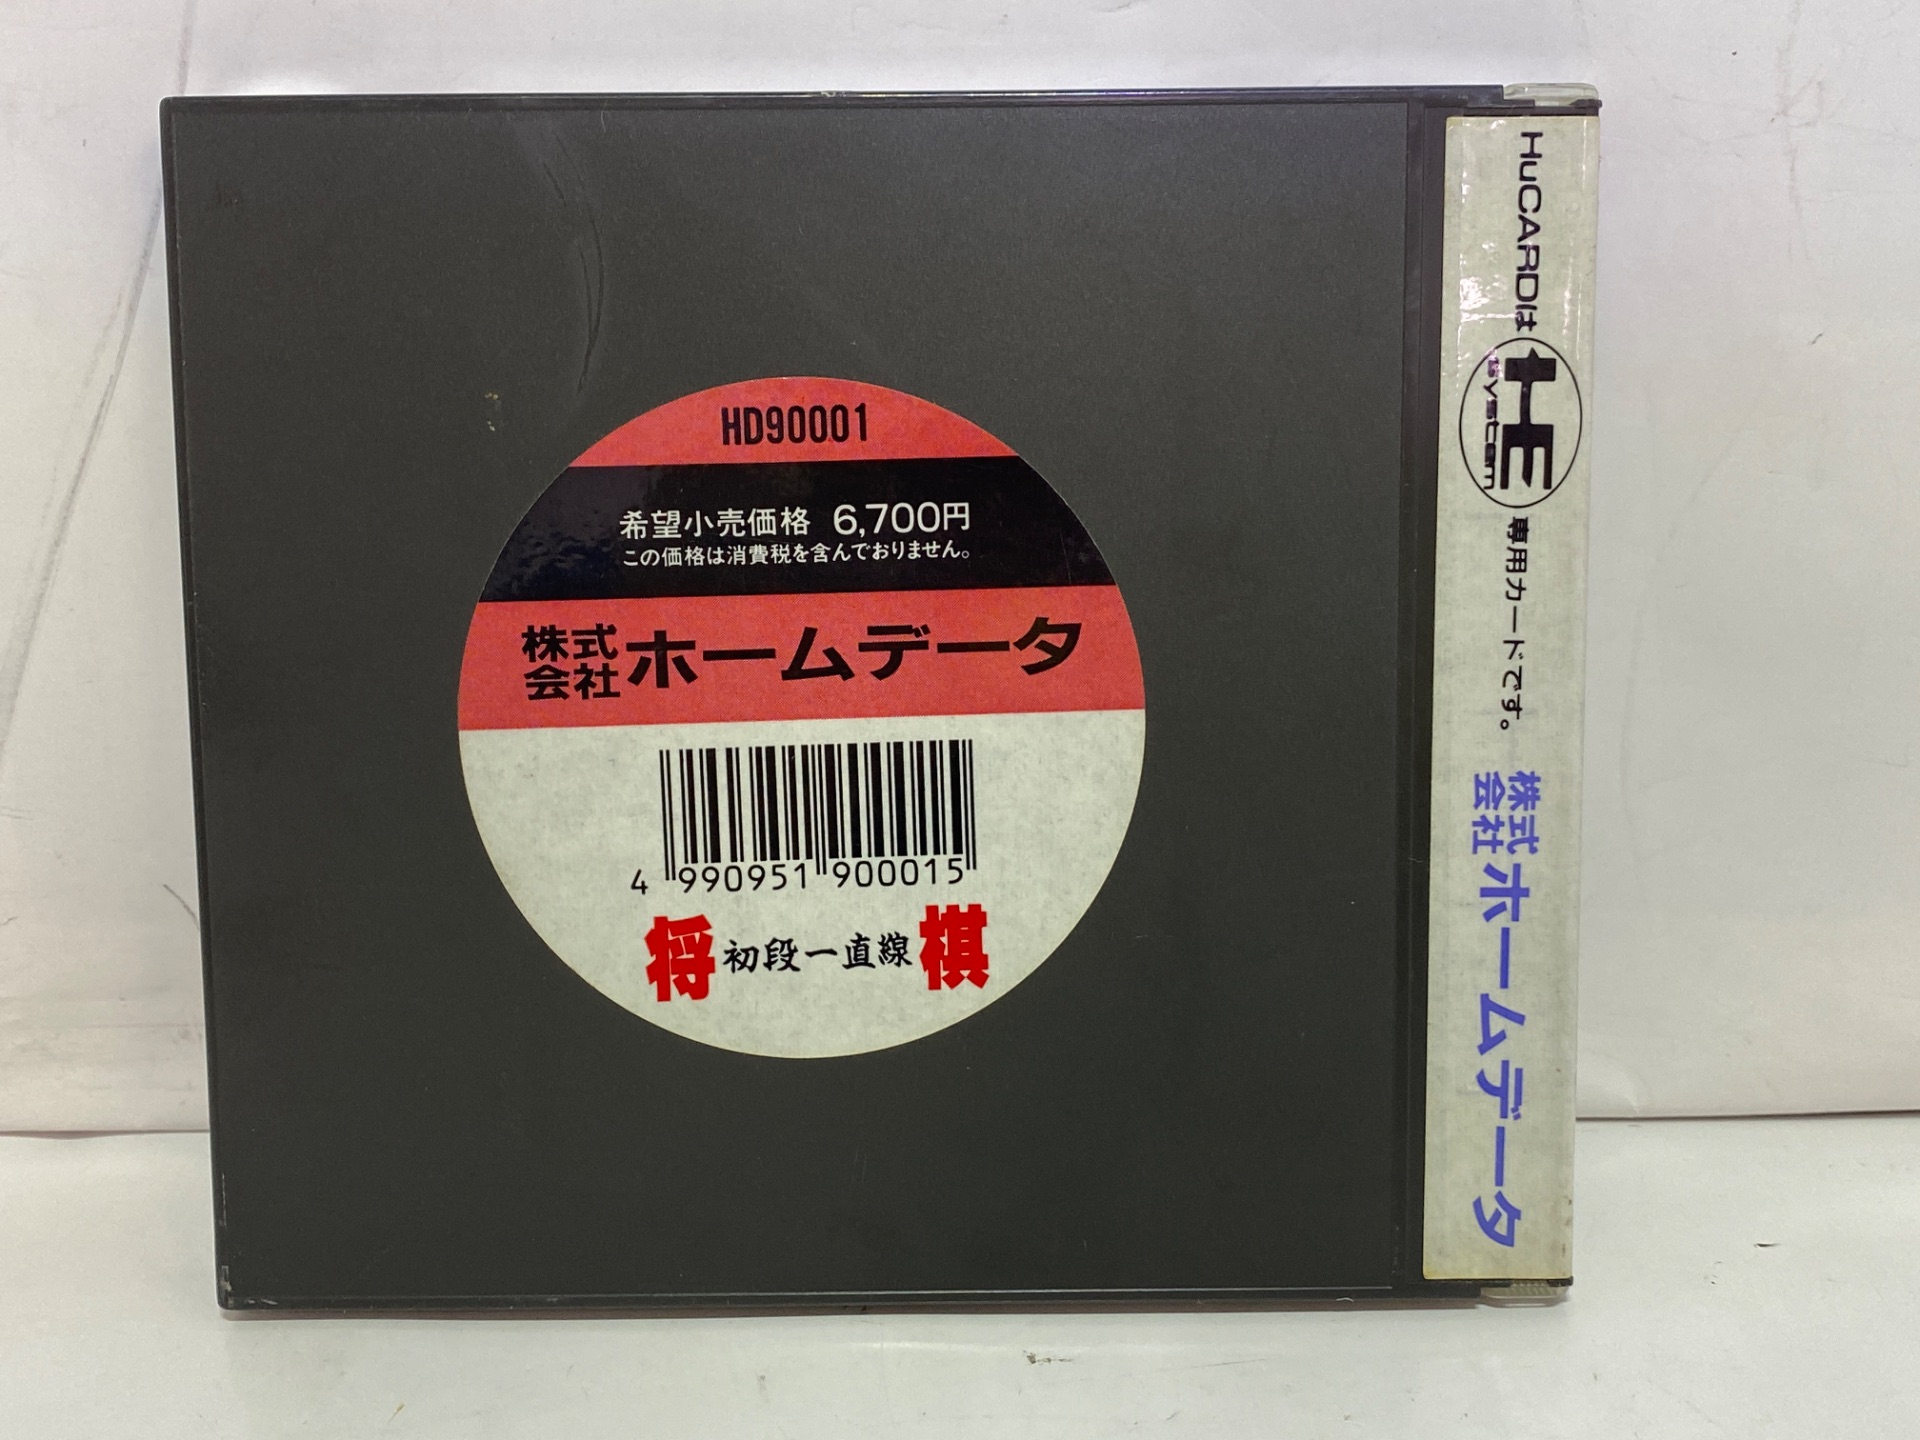 HD90001
希望小売価格 6,700円
この価格は消費税を含んでおりません。
株式会社ホームデータ
4 990951 900015
将 初段一直線 棋
HuCARDは HE system 専用カードです。 株式会社ホームデータ